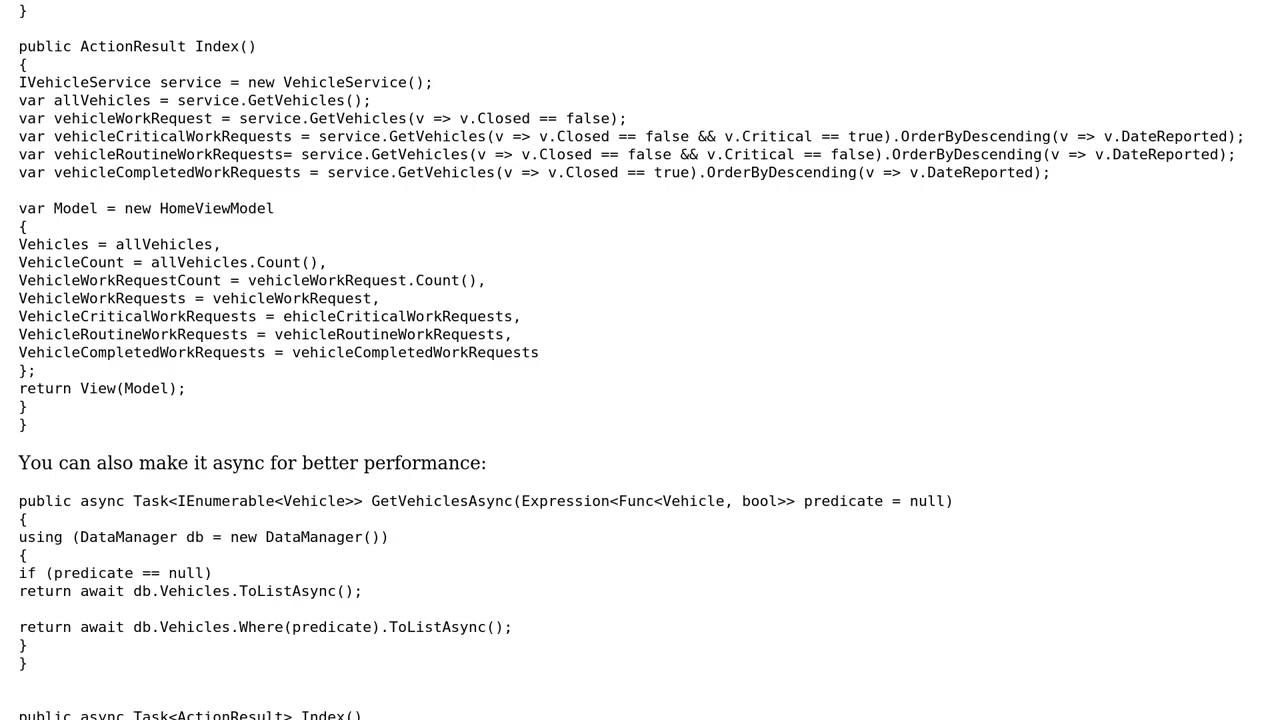 }
public ActionResult Index()
{
IVehicleService service = new VehicleService();
var allVehicles = service.GetVehicles();
var vehicleWorkRequest = service.GetVehicles(v => v.Closed == false);
var vehicleCriticalWorkRequests = service.GetVehicles(v => v.Closed == false && v.Critical == true).OrderByDescending(v => v.DateReported);
var vehicleRoutineWorkRequests= service.GetVehicles(v => v.Closed == false && v.Critical == false).OrderByDescending(v => v.DateReported);
var vehicleCompletedWorkRequests = service.GetVehicles(v => v.Closed == true).OrderByDescending(v => v.DateReported);
var Model = new HomeViewModel
{
Vehicles = allVehicles,
VehicleCount = allVehicles.Count(),
VehicleWorkRequestCount = vehicleWorkRequest.Count(),
VehicleWorkRequests = vehicleWorkRequest,
VehicleCriticalWorkRequests = ehicleCriticalWorkRequests,
VehicleRoutineWorkRequests = vehicleRoutineWorkRequests,
VehicleCompletedWorkRequests = vehicleCompletedWorkRequests
};
return View(Model);
}
}
You can also make it async for better performance:
public async Task<IEnumerable<Vehicle>> GetVehiclesAsync(Expression<Func<Vehicle, bool>> predicate = null)
{
using (DataManager db = new DataManager())
{
if (predicate == null)
return await db.Vehicles.ToListAsync();
return await db.Vehicles.Where(predicate).ToListAsync();
}
}
public async Task<ActionResult> Index()